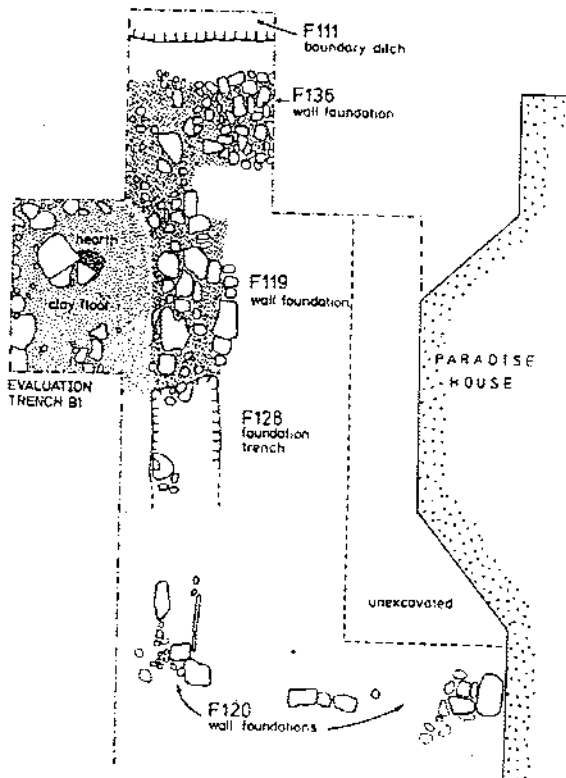 F111
boundary ditch
F136
wall foundation
hearth
clay floor
F119
wall foundation
EVALUATION
TRENCH B1
PARADISE
HOUSE
F128
foundation
trench
unexcavated
F120
wall foundations